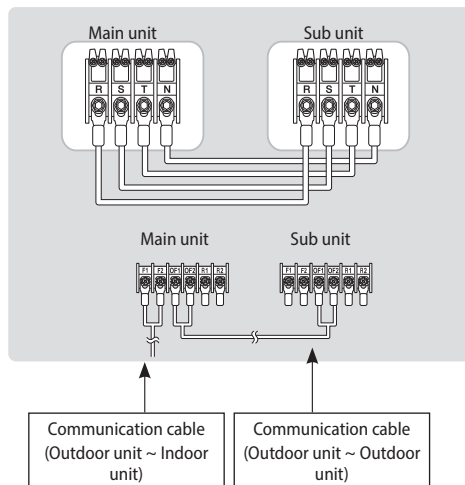 Main unit
Sub unit
R S T N
R S T N
Main unit
Sub unit
F1 F2 OF1 OF2 R1 R2
F1 F2 OF1 OF2 R1 R2
Communication cable
(Outdoor unit ~ Indoor
unit)
Communication cable
(Outdoor unit ~ Outdoor
unit)